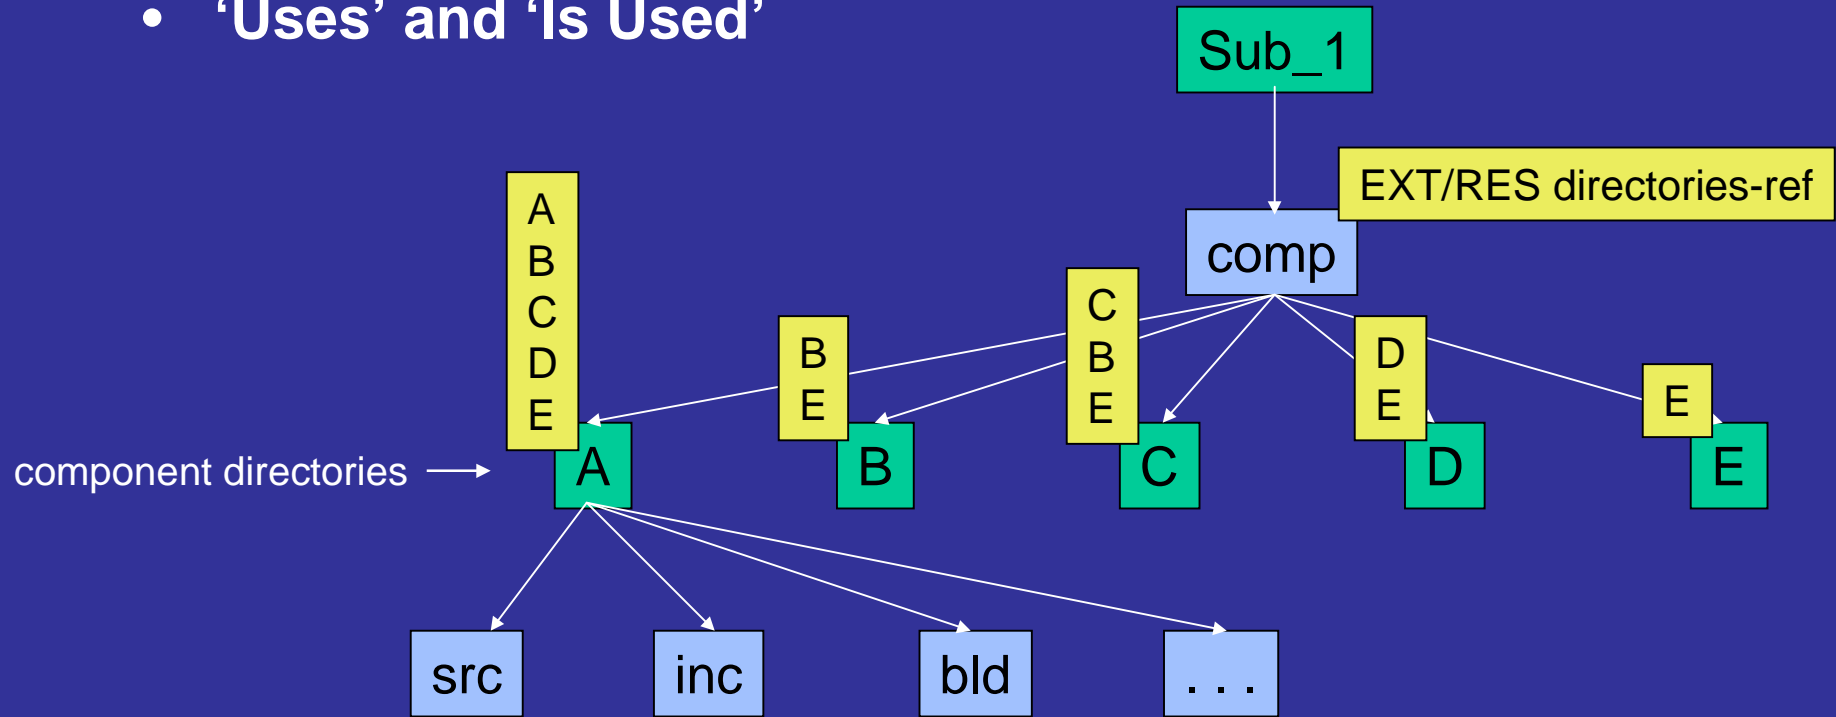 • ‘Uses’ and ‘Is Used’
Sub_1
EXT/RES directories-ref
comp
A
B
C
D
E
B
E
C
B
E
D
E
E
component directories
A
B
C
D
E
src
inc
bld
. . .